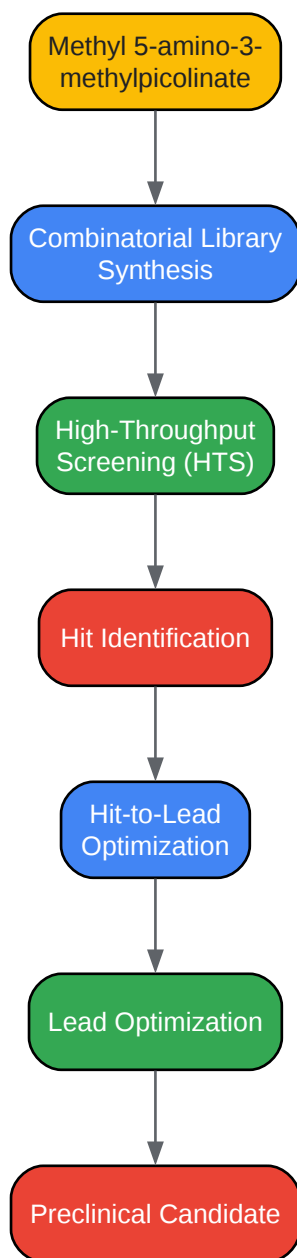 Methyl 5-amino-3-
methylpicolinate
Combinatorial Library
Synthesis
High-Throughput
Screening (HTS)
Hit Identification
Hit-to-Lead
Optimization
Lead Optimization
Preclinical Candidate